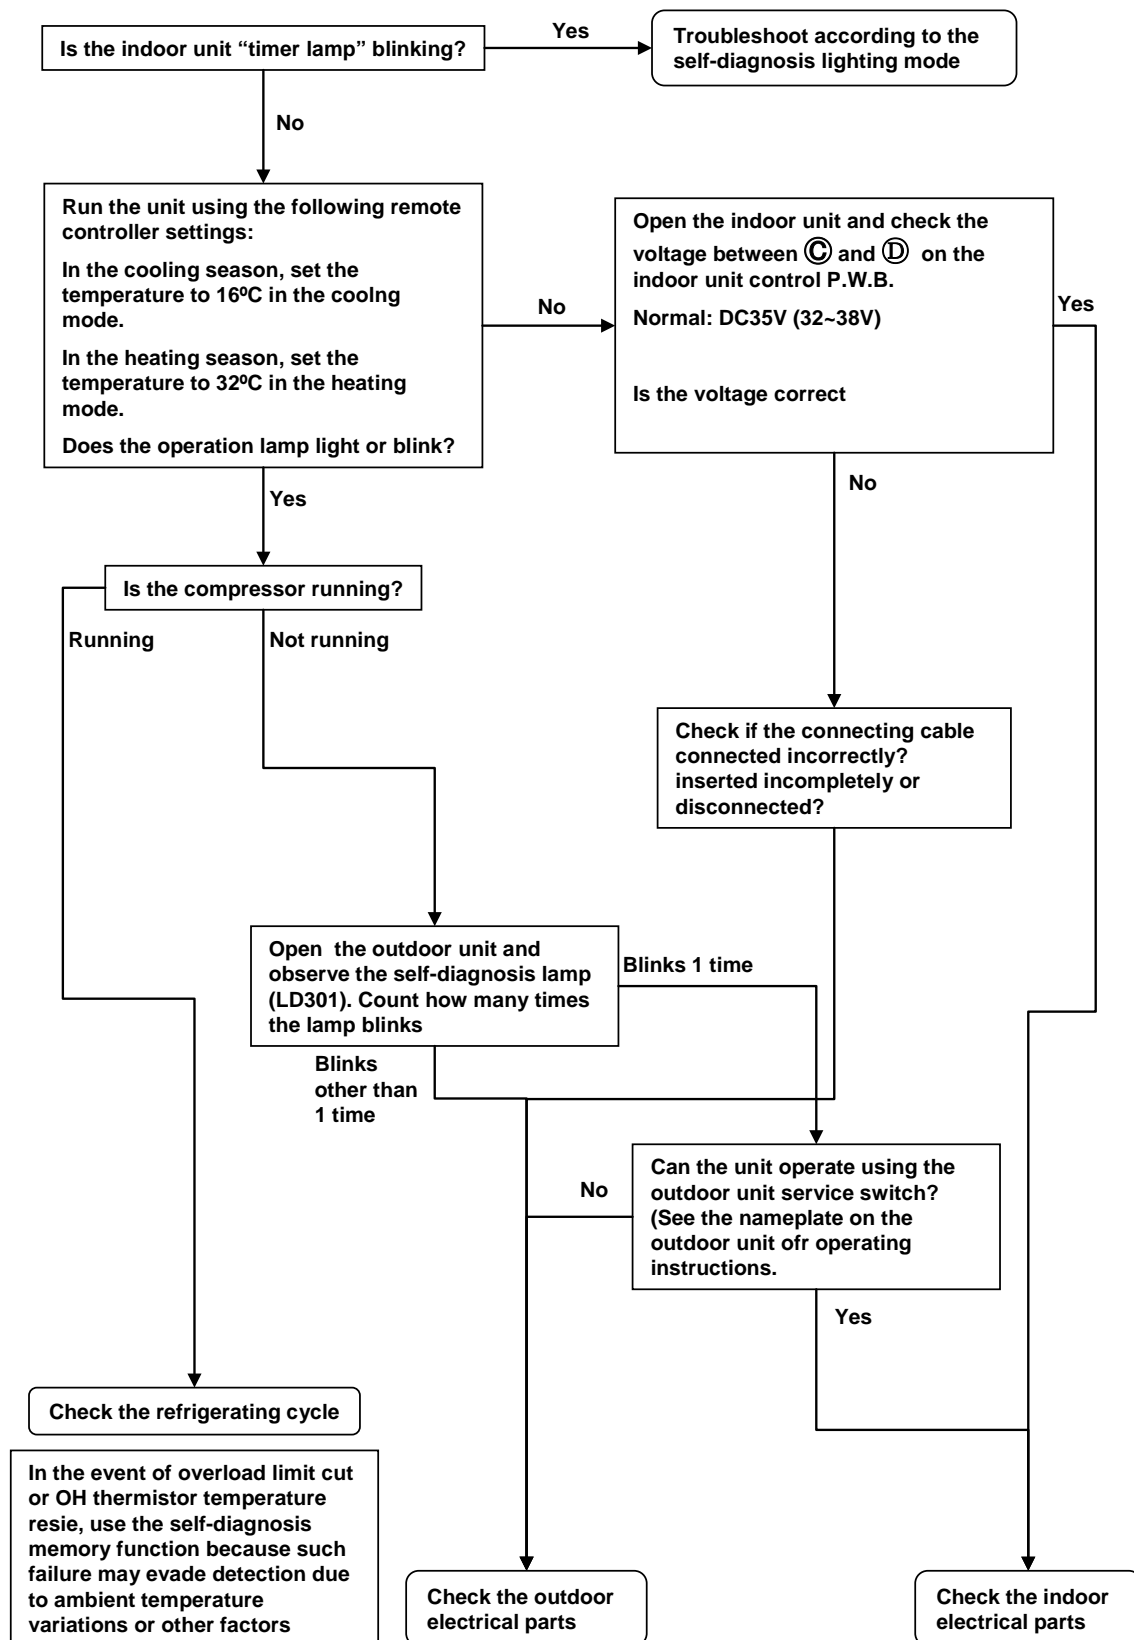 Is the indoor unit “timer lamp” blinking?
Yes
Troubleshoot according to the
self-diagnosis lighting mode
No
Run the unit using the following remote
controller settings:
In the cooling season, set the
temperature to 16ºC in the coolng
mode.
In the heating season, set the
temperature to 32ºC in the heating
mode.
Does the operation lamp light or blink?
No
Open the indoor unit and check the
voltage between Ⓒ and Ⓓ on the
indoor unit control P.W.B.
Normal: DC35V (32~38V)
Is the voltage correct
Yes
No
Yes
Is the compressor running?
Running
Not running
Check if the connecting cable
connected incorrectly?
inserted incompletely or
disconnected?
Open the outdoor unit and
observe the self-diagnosis lamp
(LD301). Count how many times
the lamp blinks
Blinks 1 time
Blinks
other than
1 time
Can the unit operate using the
outdoor unit service switch?
(See the nameplate on the
outdoor unit ofr operating
instructions.
No
Yes
Check the refrigerating cycle
In the event of overload limit cut
or OH thermistor temperature
resie, use the self-diagnosis
memory function because such
failure may evade detection due
to ambient temperature
variations or other factors
Check the outdoor
electrical parts
Check the indoor
electrical parts